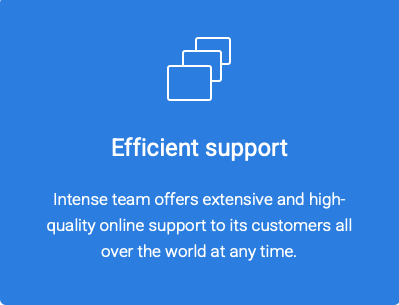 Efficient support
Intense team offers extensive and high-
quality online support to its customers all
over the world at any time.